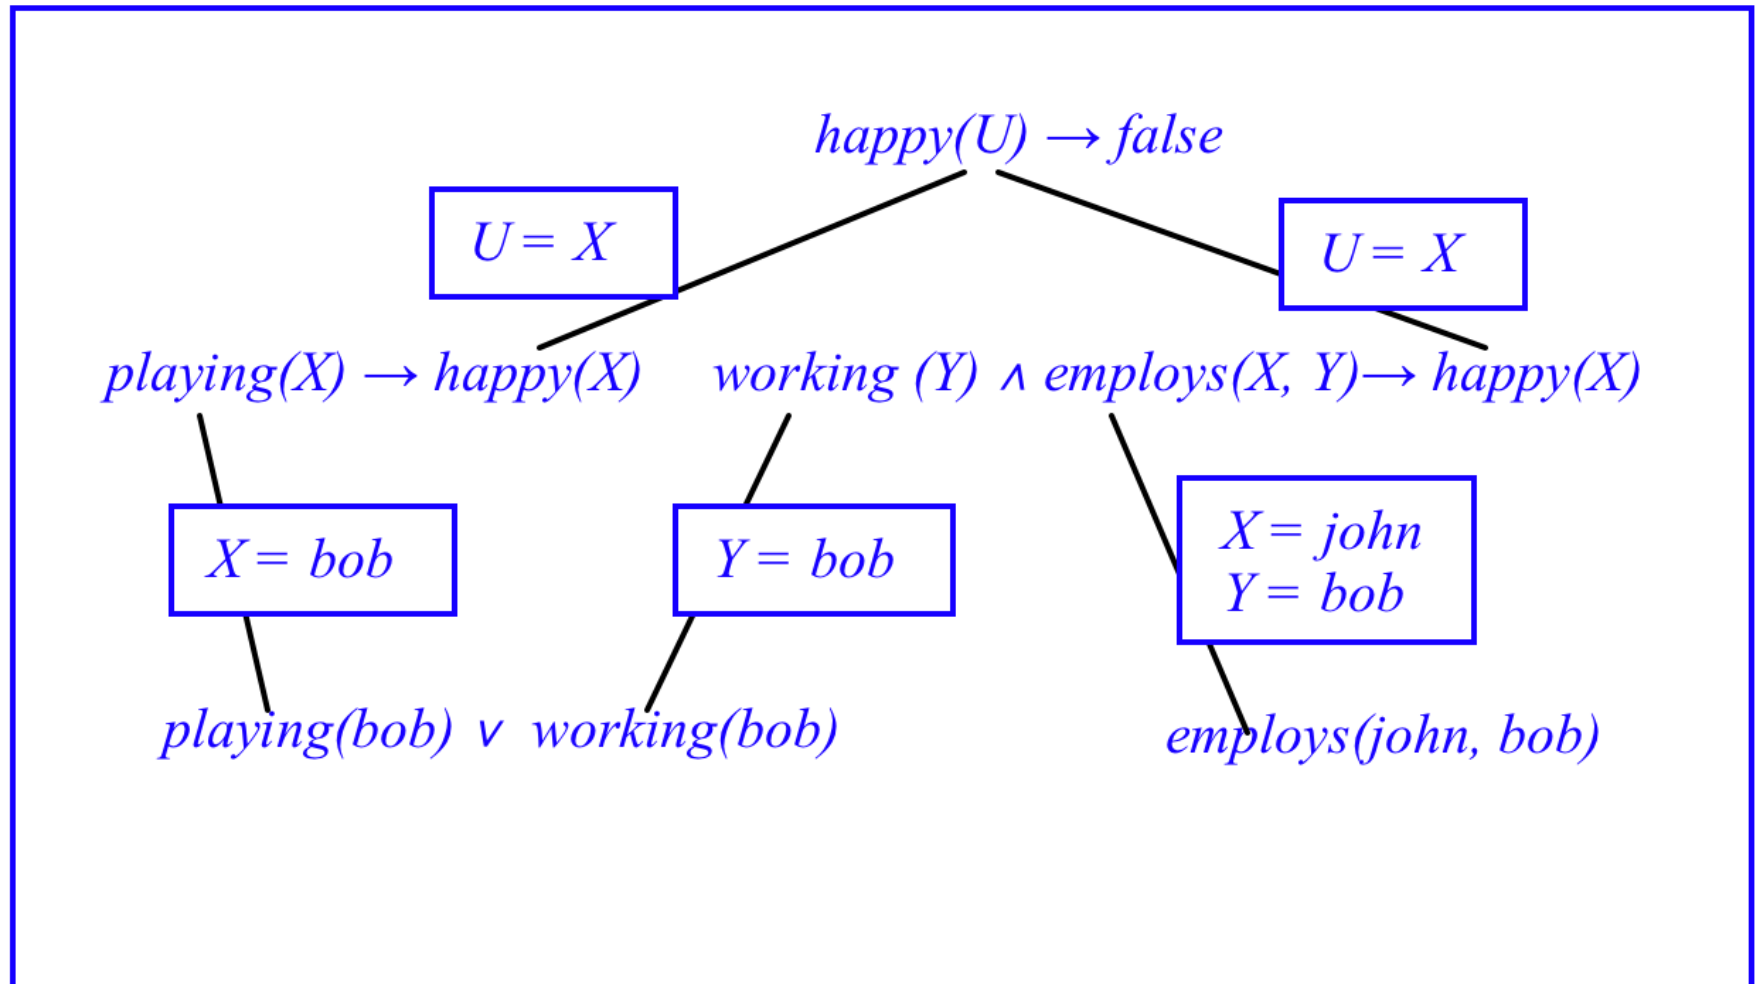 happy(U) → false
U = X
U = X
playing(X) → happy(X)
working (Y) ∧ employs(X, Y)→ happy(X)
X = bob
Y = bob
X = john
Y = bob
playing(bob) ∨ working(bob)
employs(john, bob)